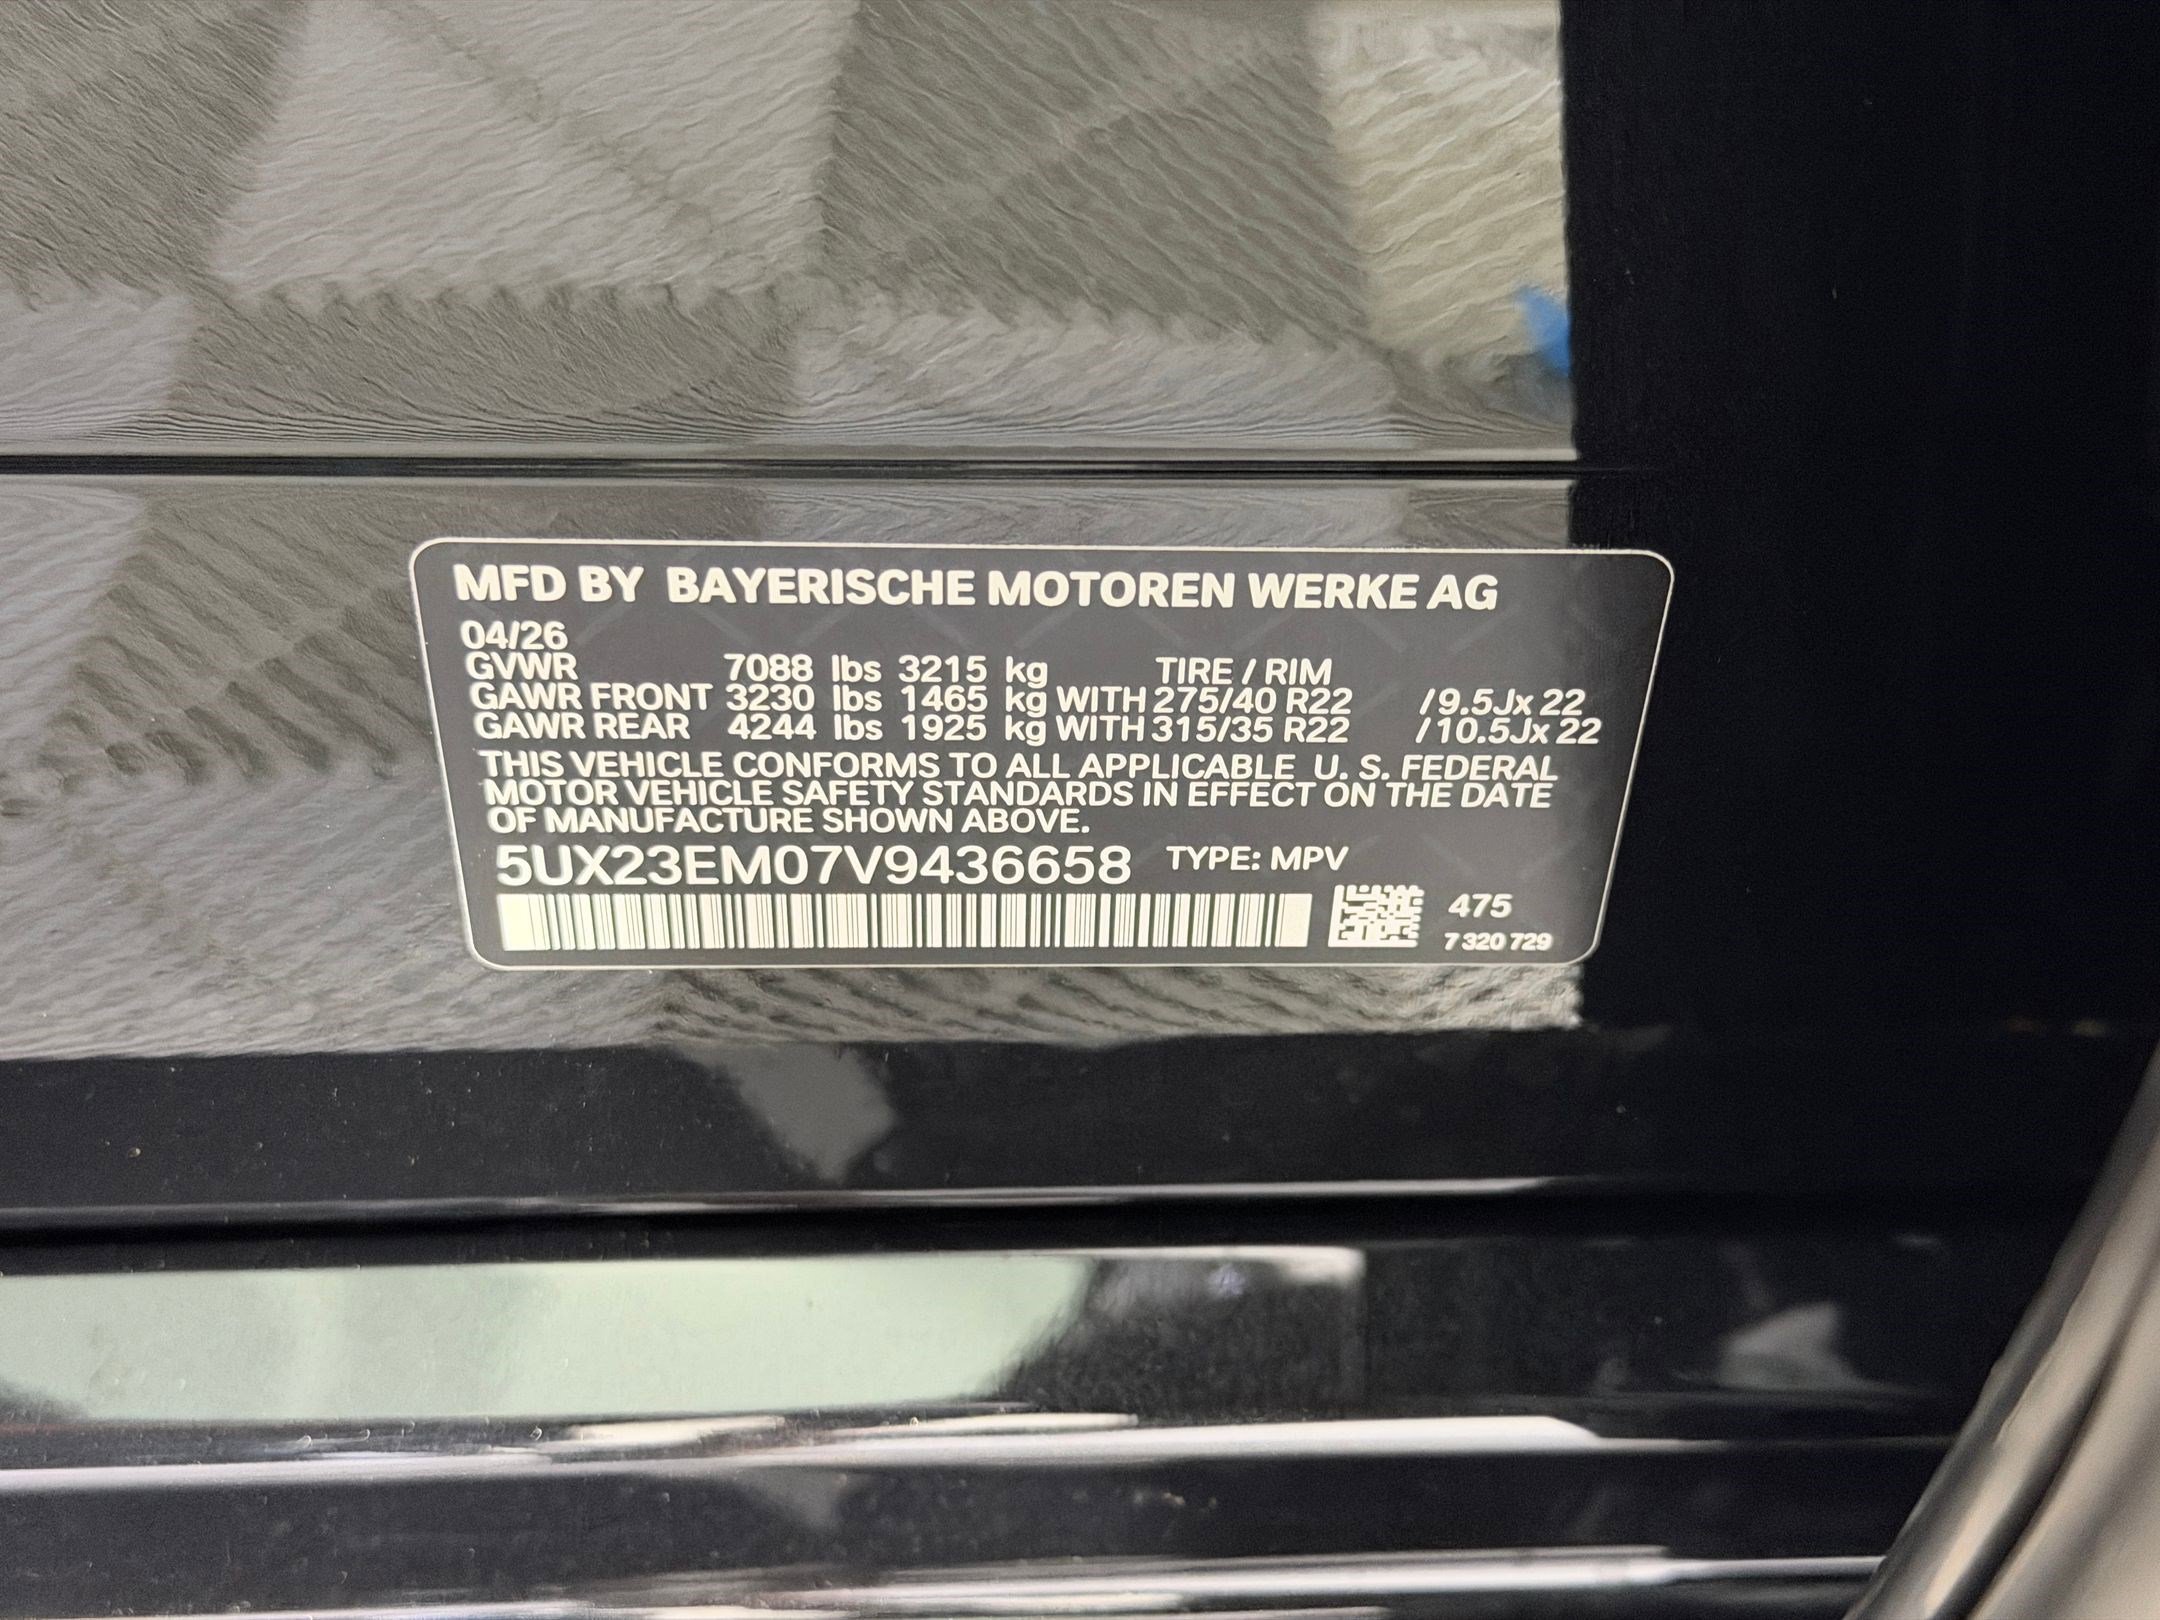 MFD BY BAYERISCHE MOTOREN WERKE AG
04/26
GVWR 7088 lbs 3215 kg TIRE / RIM
GAWR FRONT 3230 lbs 1465 kg WITH 275/40 R22 /9.5Jx 22
GAWR REAR 4244 lbs 1925 kg WITH 315/35 R22 /10.5Jx 22
THIS VEHICLE CONFORMS TO ALL APPLICABLE U. S. FEDERAL
MOTOR VEHICLE SAFETY STANDARDS IN EFFECT ON THE DATE
OF MANUFACTURE SHOWN ABOVE.
5UX23EM07V9436658 TYPE: MPV
475
7 320 729